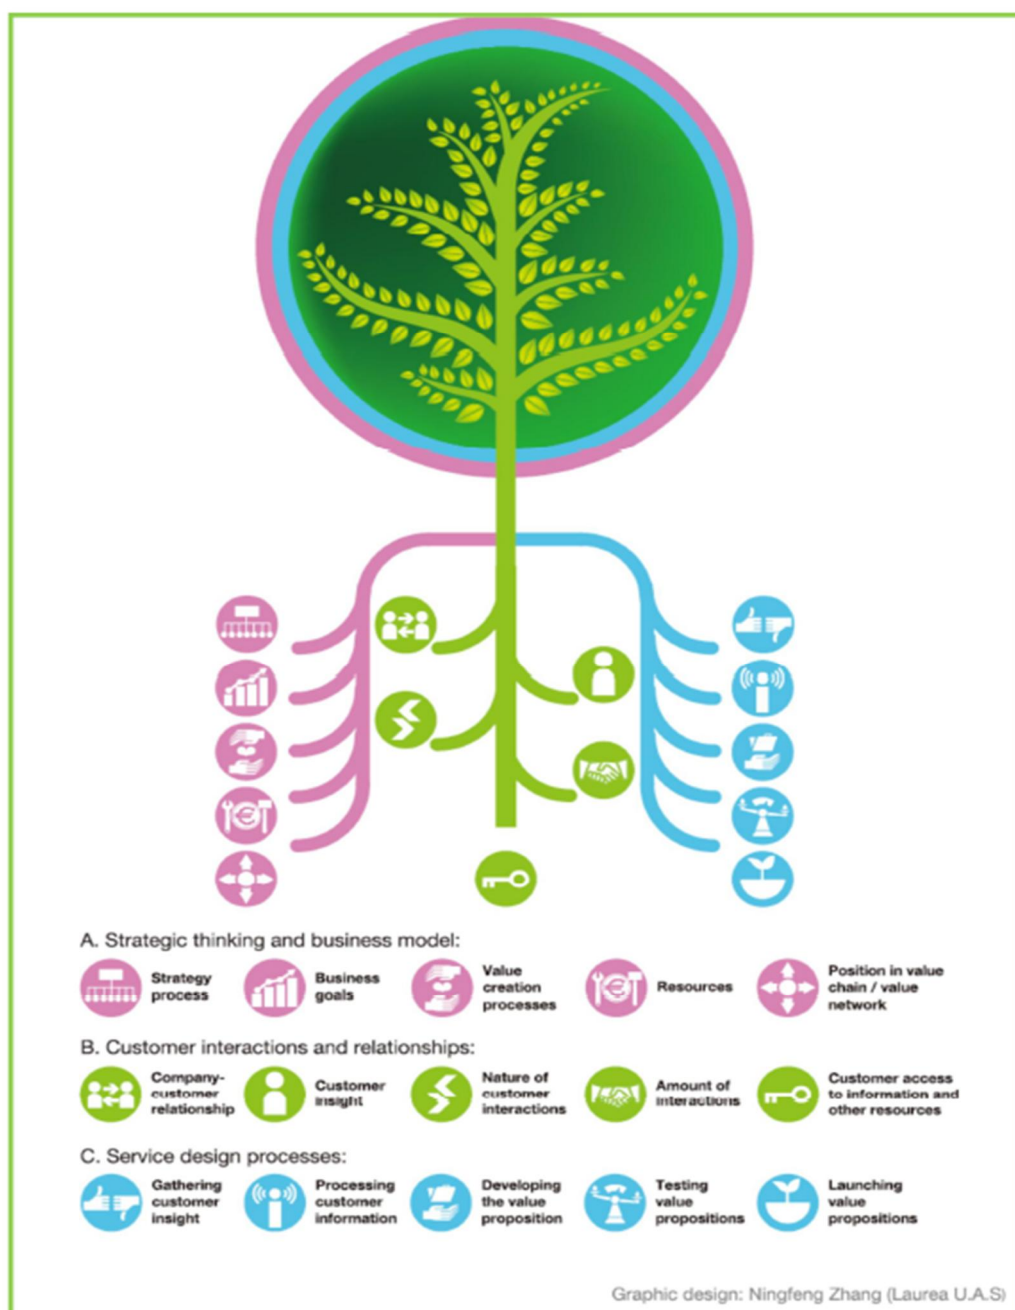 A. Strategic thinking and business model:
Strategy
process
Business
goals
Value
creation
processes
Resources
Position in value
chain / value
network
B. Customer interactions and relationships:
Company-
customer
relationship
Customer
insight
Nature of
customer
interactions
Amount of
interactions
Customer access
to information and
other resources
C. Service design processes:
Gathering
customer
insight
Processing
customer
information
Developing
the value
proposition
Testing
value
propositions
Launching
value
propositions
Graphic design: Ningfeng Zhang (Laurea U.A.S)